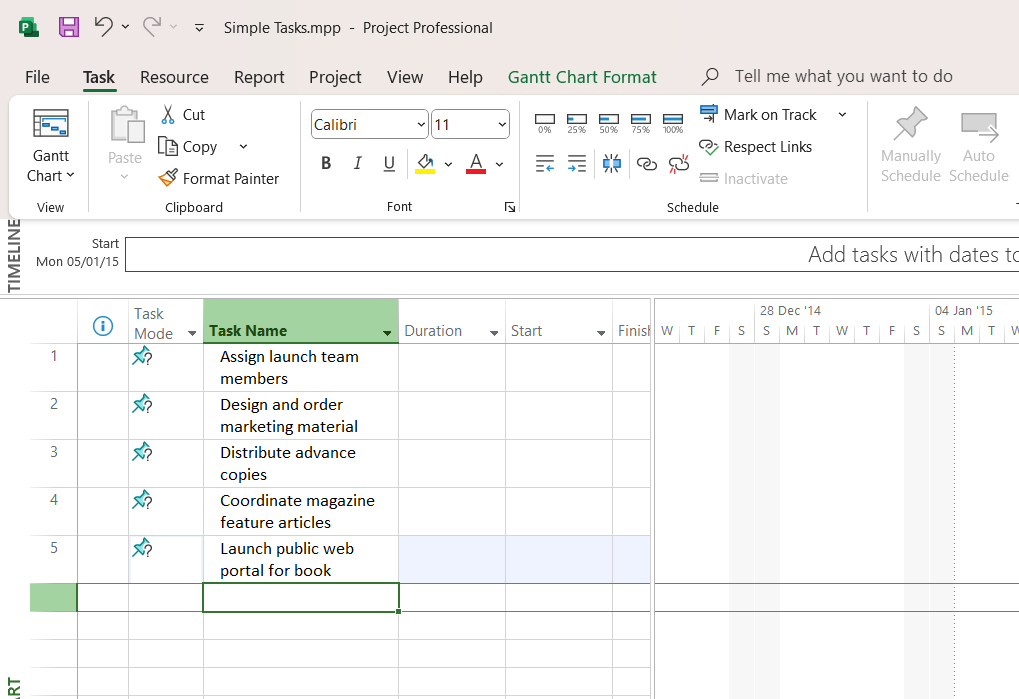 Simple Tasks.mpp - Project Professional
File Task Resource Report Project View Help Gantt Chart Format Tell me what you want to do
Gantt
Chart
View
Paste
Cut
Copy
Format Painter
Clipboard
Calibri 11
B I U A
Font
0% 25% 50% 75% 100%
Mark on Track
Respect Links
Inactivate
Schedule
Manually
Schedule
Auto
Schedule
TIMELINE
Start
Mon 05/01/15
Add tasks with dates to
Task
Mode
Task Name
Duration
Start
Finish
28 Dec '14 04 Jan '15
W T F S S M T W T F S S M T W
1 Assign launch team
members
2 Design and order
marketing material
3 Distribute advance
copies
4 Coordinate magazine
feature articles
5 Launch public web
portal for book
ART